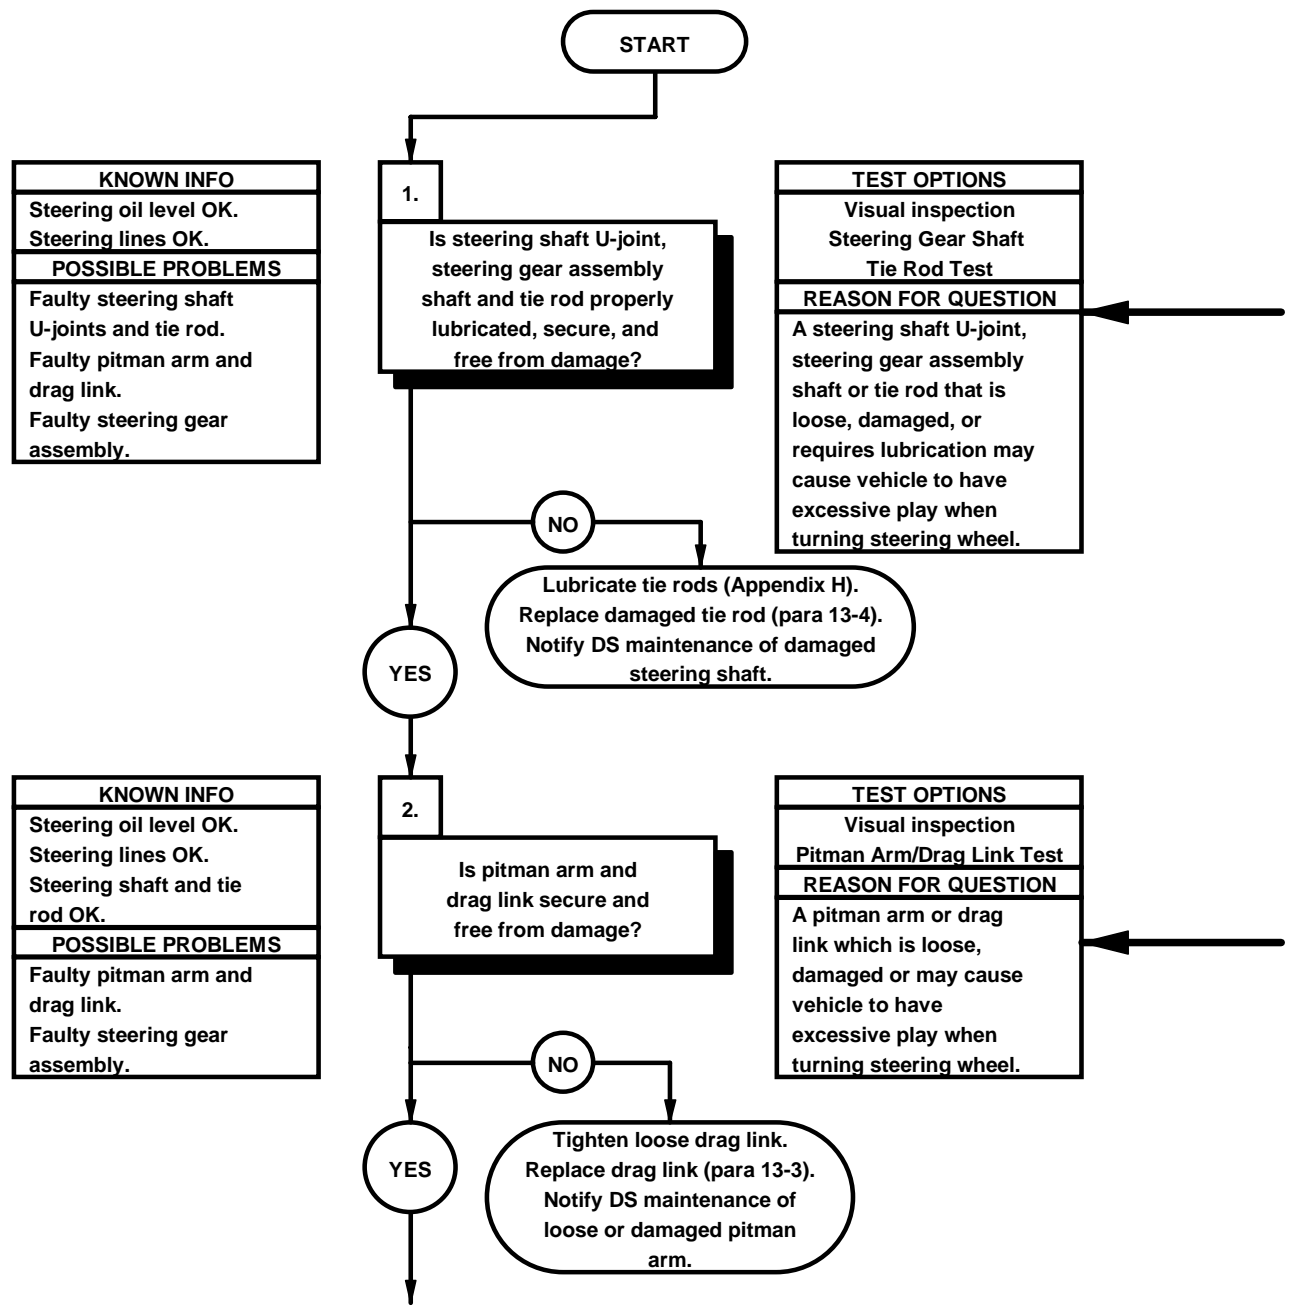 START
KNOWN INFO
Steering oil level OK.
Steering lines OK.
POSSIBLE PROBLEMS
Faulty steering shaft
U-joints and tie rod.
Faulty pitman arm and
drag link.
Faulty steering gear
assembly.
1.
Is steering shaft U-joint,
steering gear assembly
shaft and tie rod properly
lubricated, secure, and
free from damage?
TEST OPTIONS
Visual inspection
Steering Gear Shaft
Tie Rod Test
REASON FOR QUESTION
A steering shaft U-joint,
steering gear assembly
shaft or tie rod that is
loose, damaged, or
requires lubrication may
cause vehicle to have
excessive play when
turning steering wheel.
NO
Lubricate tie rods (Appendix H).
Replace damaged tie rod (para 13-4).
Notify DS maintenance of damaged
steering shaft.
YES
KNOWN INFO
Steering oil level OK.
Steering lines OK.
Steering shaft and tie
rod OK.
POSSIBLE PROBLEMS
Faulty pitman arm and
drag link.
Faulty steering gear
assembly.
2.
Is pitman arm and
drag link secure and
free from damage?
TEST OPTIONS
Visual inspection
Pitman Arm/Drag Link Test
REASON FOR QUESTION
A pitman arm or drag
link which is loose,
damaged or may cause
vehicle to have
excessive play when
turning steering wheel.
NO
Tighten loose drag link.
Replace drag link (para 13-3).
Notify DS maintenance of
loose or damaged pitman
arm.
YES